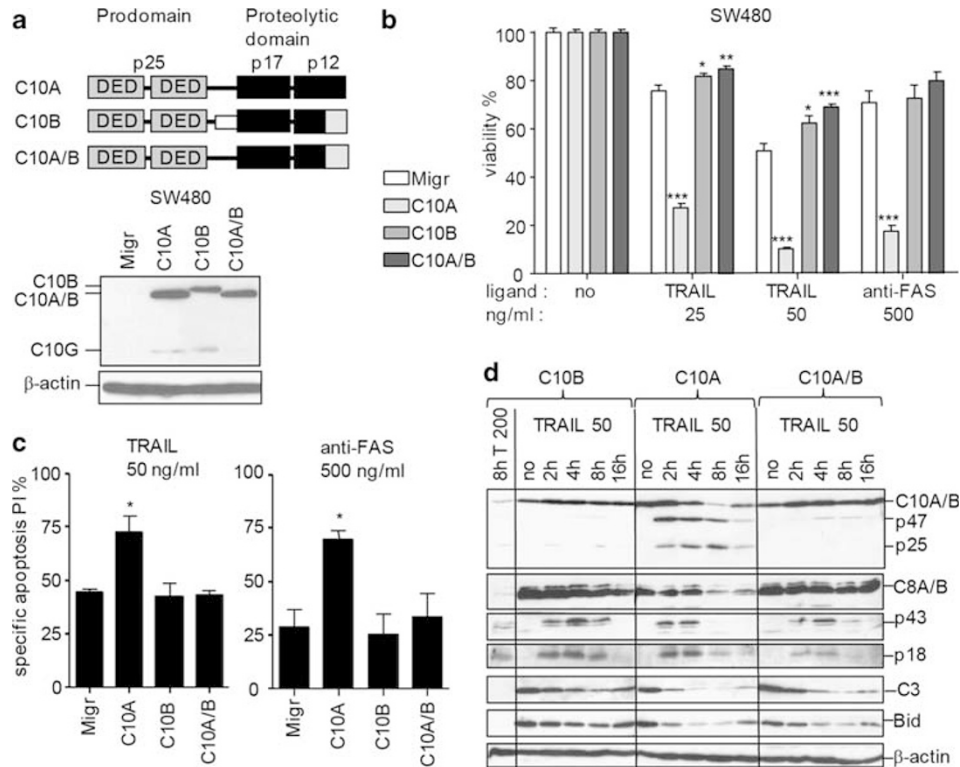 a
Prodomain Proteolytic domain
p25 p17 p12
C10A DED DED
C10B DED DED
C10A/B DED DED
SW480
Migr C10A C10B C10A/B
C10B
C10A/B
C10G
β-actin
b
SW480
viability %
100
80
60
40
20
0
Migr
C10A
C10B
C10A/B
*** * **
*** * ***
***
ligand : no TRAIL TRAIL anti-FAS
ng/ml : 25 50 500
c
TRAIL
50 ng/ml
specific apoptosis PI %
100
75
50
25
0
*
Migr C10A C10B C10A/B
anti-FAS
500 ng/ml
100
75
50
25
0
*
Migr C10A C10B C10A/B
d
C10B C10A C10A/B
8h T 200 TRAIL 50 TRAIL 50 TRAIL 50
no 2h 4h 8h 16h no 2h 4h 8h 16h no 2h 4h 8h 16h
C10A/B
p47
p25
C8A/B
p43
p18
C3
Bid
β-actin